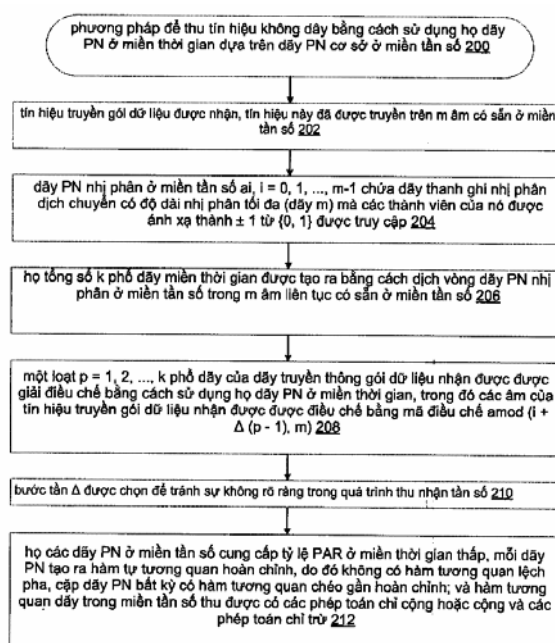 phương pháp để thu tín hiệu không dây bằng cách sử dụng họ dãy
PN ở miền thời gian dựa trên dãy PN cơ sở ở miền tần số 200
tín hiệu truyền gói dữ liệu được nhận, tín hiệu này đã được truyền trên m âm có sẵn ở miền
tần số 202
dãy PN nhị phân ở miền tần số ai, i = 0, 1, ..., m-1 chứa dãy thanh ghi nhị phân
dịch chuyển có độ dài nhị phân tối đa (dãy m) mà các thành viên của nó được
ánh xạ thành ± 1 từ {0, 1} được truy cập 204
họ tổng số k phổ dãy miền thời gian được tạo ra bằng cách dịch vòng dãy PN nhị
phân ở miền tần số trong m âm liên tục có sẵn ở miền tần số 206
một loạt p = 1, 2, ..., k phổ dãy của dãy truyền thông gói dữ liệu nhận được được
giải điều chế bằng cách sử dụng họ dãy PN ở miền thời gian, trong đó các âm của
tín hiệu truyền gói dữ liệu nhận được được điều chế bằng mã điều chế amod (i +
Δ (p - 1), m) 208
bước tần Δ được chọn để tránh sự không rõ ràng trong quá trình thu nhận tần số 210
họ các dãy PN ở miền tần số cung cấp tỷ lệ PAR ở miền thời gian thấp, mỗi dãy
PN tạo ra hàm tự tương quan hoàn chỉnh, do đó không có hàm tương quan lệch
pha, cặp dãy PN bất kỳ có hàm tương quan chéo gần hoàn chỉnh; và hàm tương
quan dãy trong miền tần số thu được có các phép toán chỉ cộng hoặc cộng và các
phép toán chỉ trừ 212